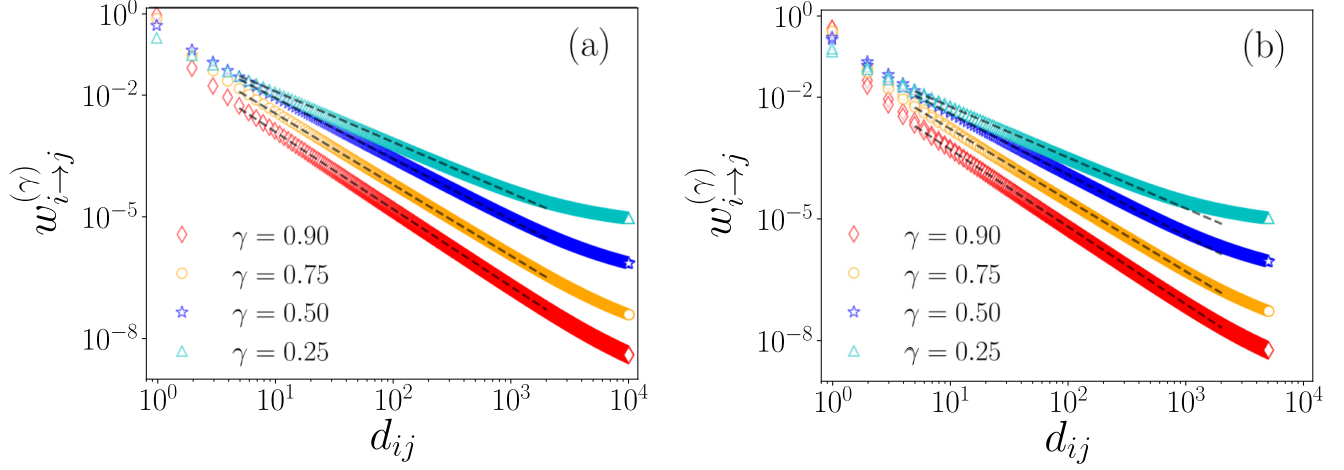 (a)
10^0
10^{-2}
10^{-5}
10^{-8}
w_{i→j}^{(γ)}
γ = 0.90
γ = 0.75
γ = 0.50
γ = 0.25
10^0 10^1 10^2 10^3 10^4
d_{ij}
(b)
10^0
10^{-2}
10^{-5}
10^{-8}
w_{i→j}^{(γ)}
γ = 0.90
γ = 0.75
γ = 0.50
γ = 0.25
10^0 10^1 10^2 10^3 10^4
d_{ij}